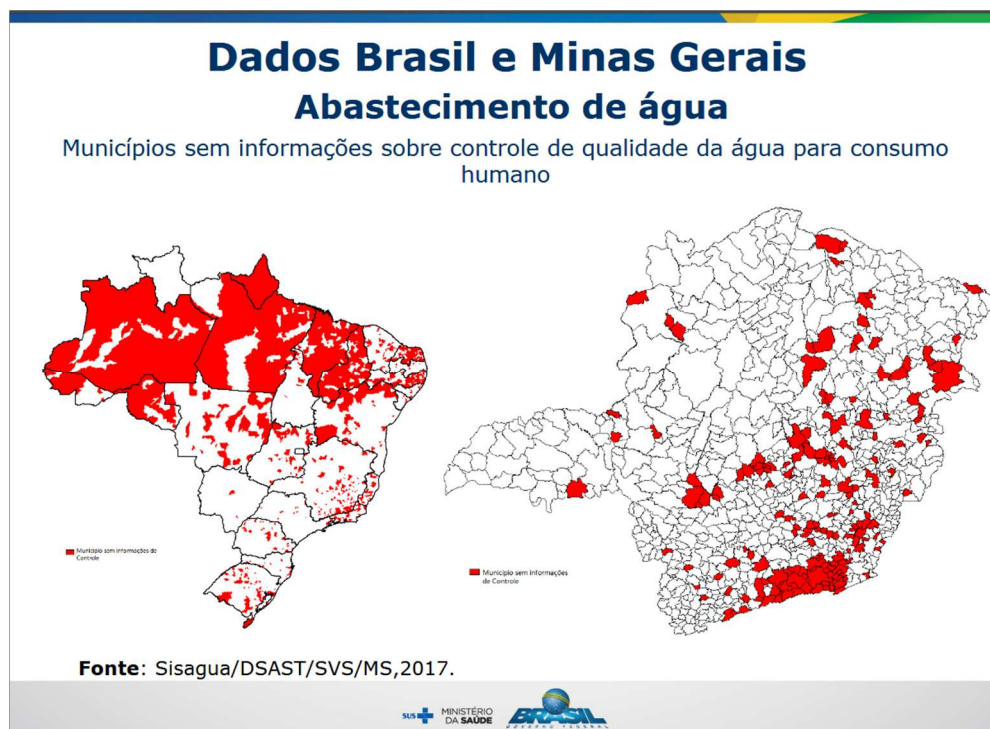 Dados Brasil e Minas Gerais
Abastecimento de água
Municípios sem informações sobre controle de qualidade da água para consumo
humano
Município sem informações de
Controle
Município sem informações
de Controle
Fonte: Sisagua/DSAST/SVS/MS,2017.
SUS MINISTÉRIO
DA SAÚDE
BRASIL
GOVERNO FEDERAL